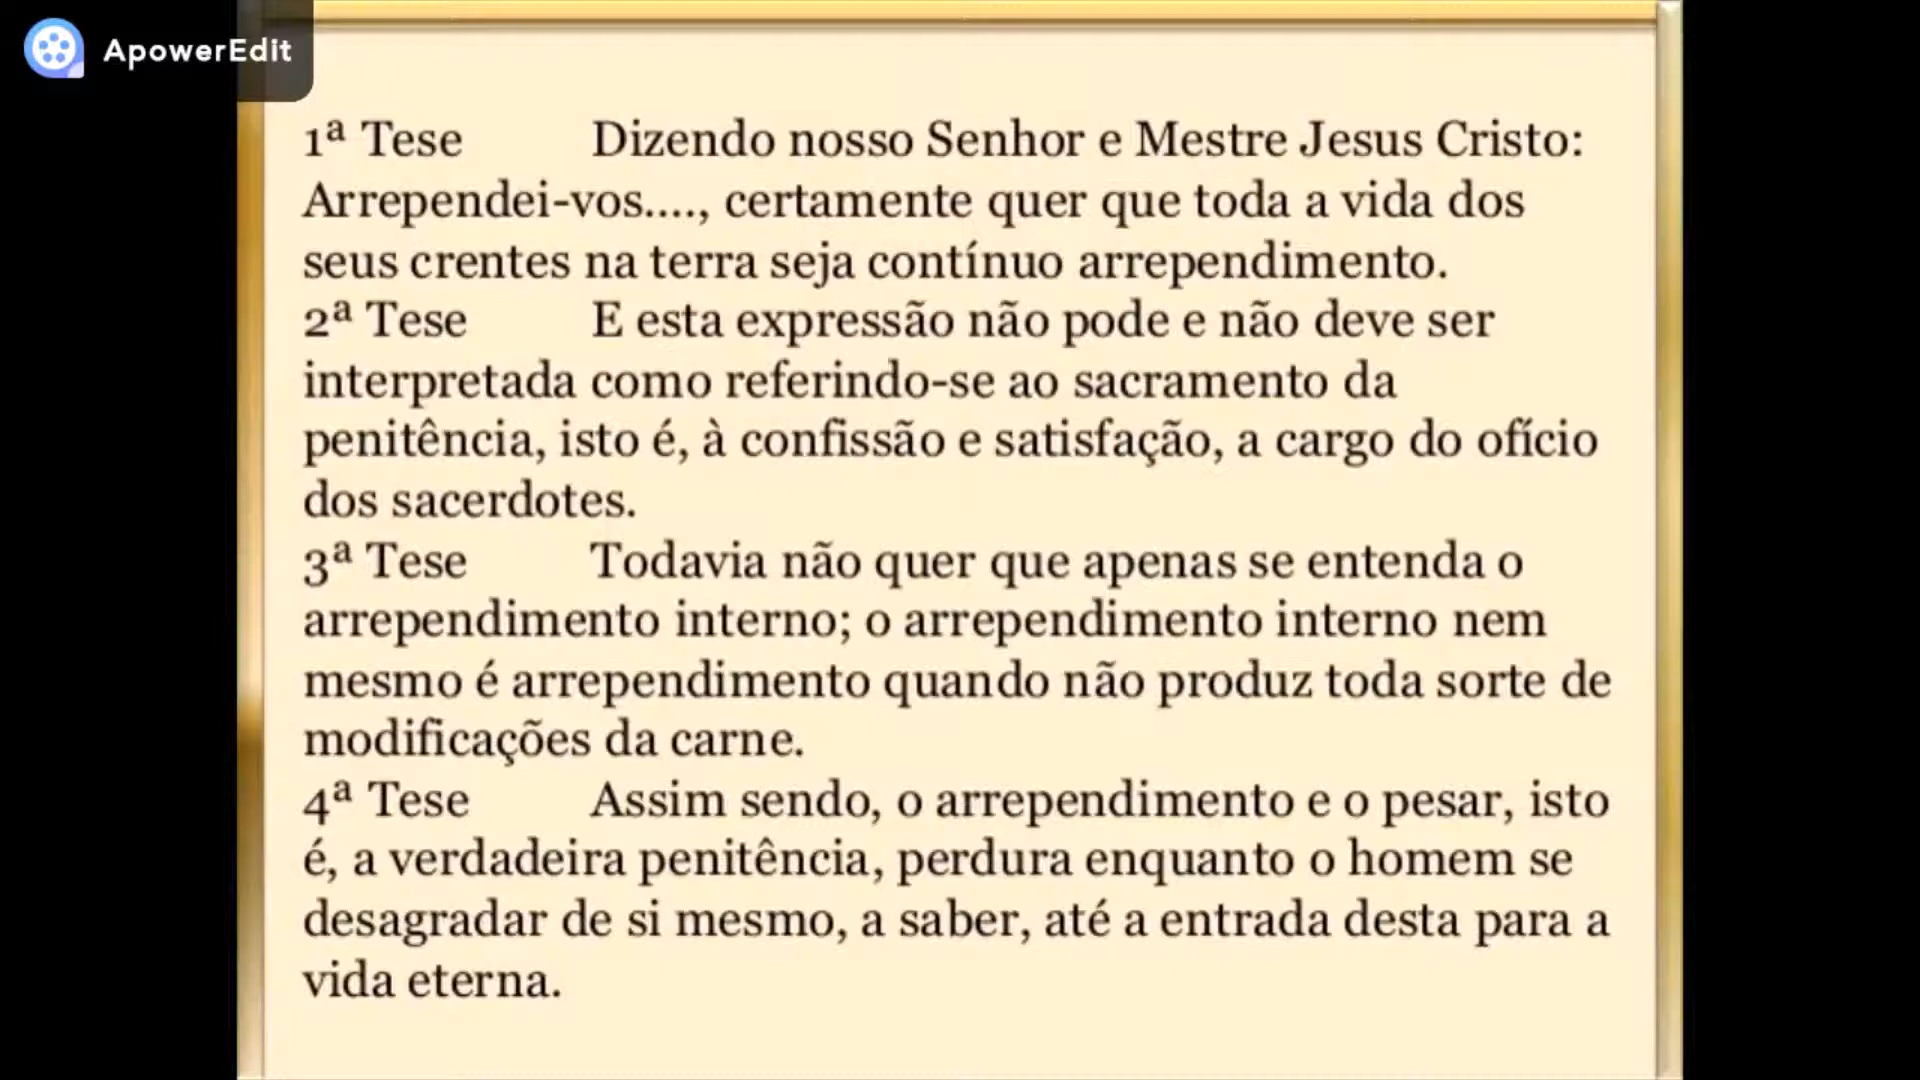 ApowerEdit
1ª Tese Dizendo nosso Senhor e Mestre Jesus Cristo:
Arrependei-vos...., certamente quer que toda a vida dos
seus crentes na terra seja contínuo arrependimento.
2ª Tese E esta expressão não pode e não deve ser
interpretada como referindo-se ao sacramento da
penitência, isto é, à confissão e satisfação, a cargo do ofício
dos sacerdotes.
3ª Tese Todavia não quer que apenas se entenda o
arrependimento interno; o arrependimento interno nem
mesmo é arrependimento quando não produz toda sorte de
modificações da carne.
4ª Tese Assim sendo, o arrependimento e o pesar, isto
é, a verdadeira penitência, perdura enquanto o homem se
desagradar de si mesmo, a saber, até a entrada desta para a
vida eterna.